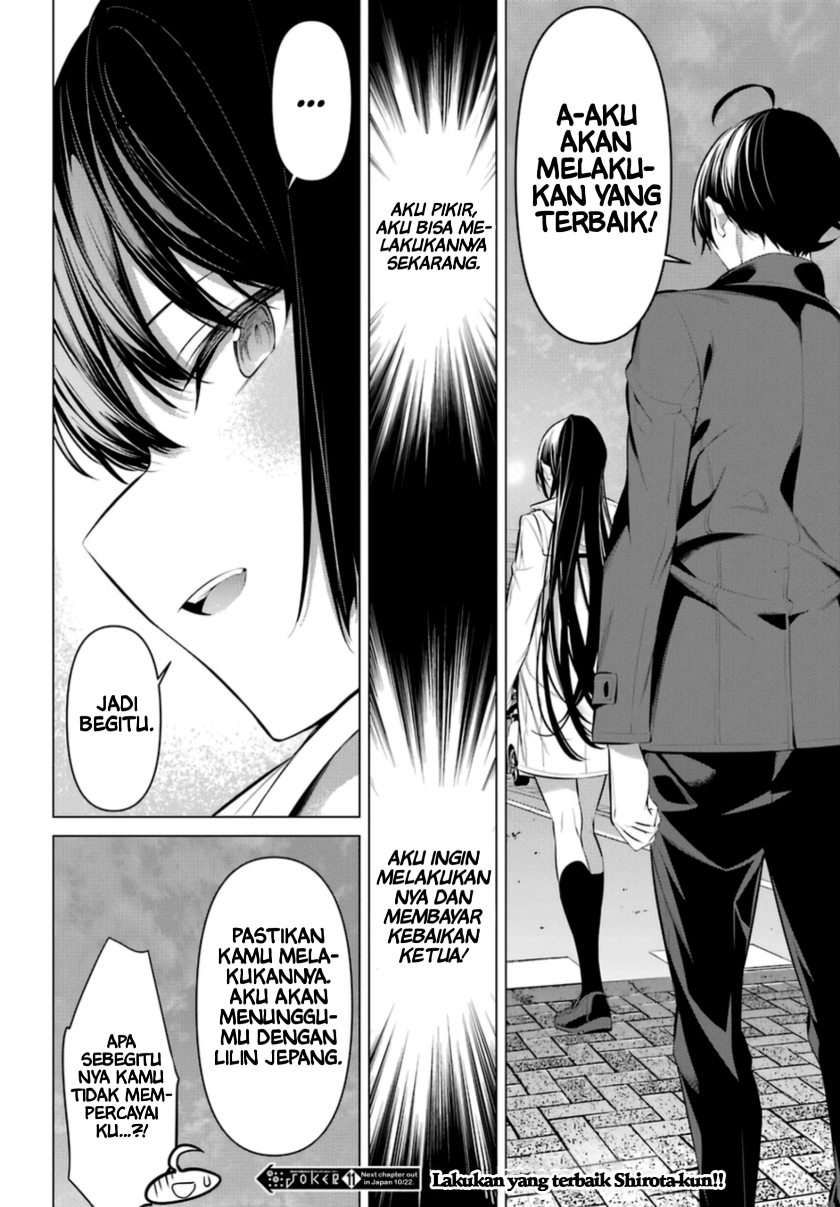 A-AKU
AKAN
MELAKU-
KAN YANG
TERBAIK!
AKU PIKIR,
AKU BISA ME-
LAKUKANNYA
SEKARANG.
AKU INGIN
MELAKUKAN
NYA DAN
MEMBAYAR
KEBAIKAN
KETUA!
...
JADI
BEGITU.
PASTIKAN
KAMU MELA-
KUKANNYA.
AKU AKAN
MENUNGGU-
MU DENGAN
LILIN JEPANG.
APA
SEBEGITU
NYA KAMU
TIDAK MEM-
PERCAYAI
KU...?!
JOKER 11
Next chapter out
in Japan 10/22.
Lakukan yang terbaik Shirota-kun!!